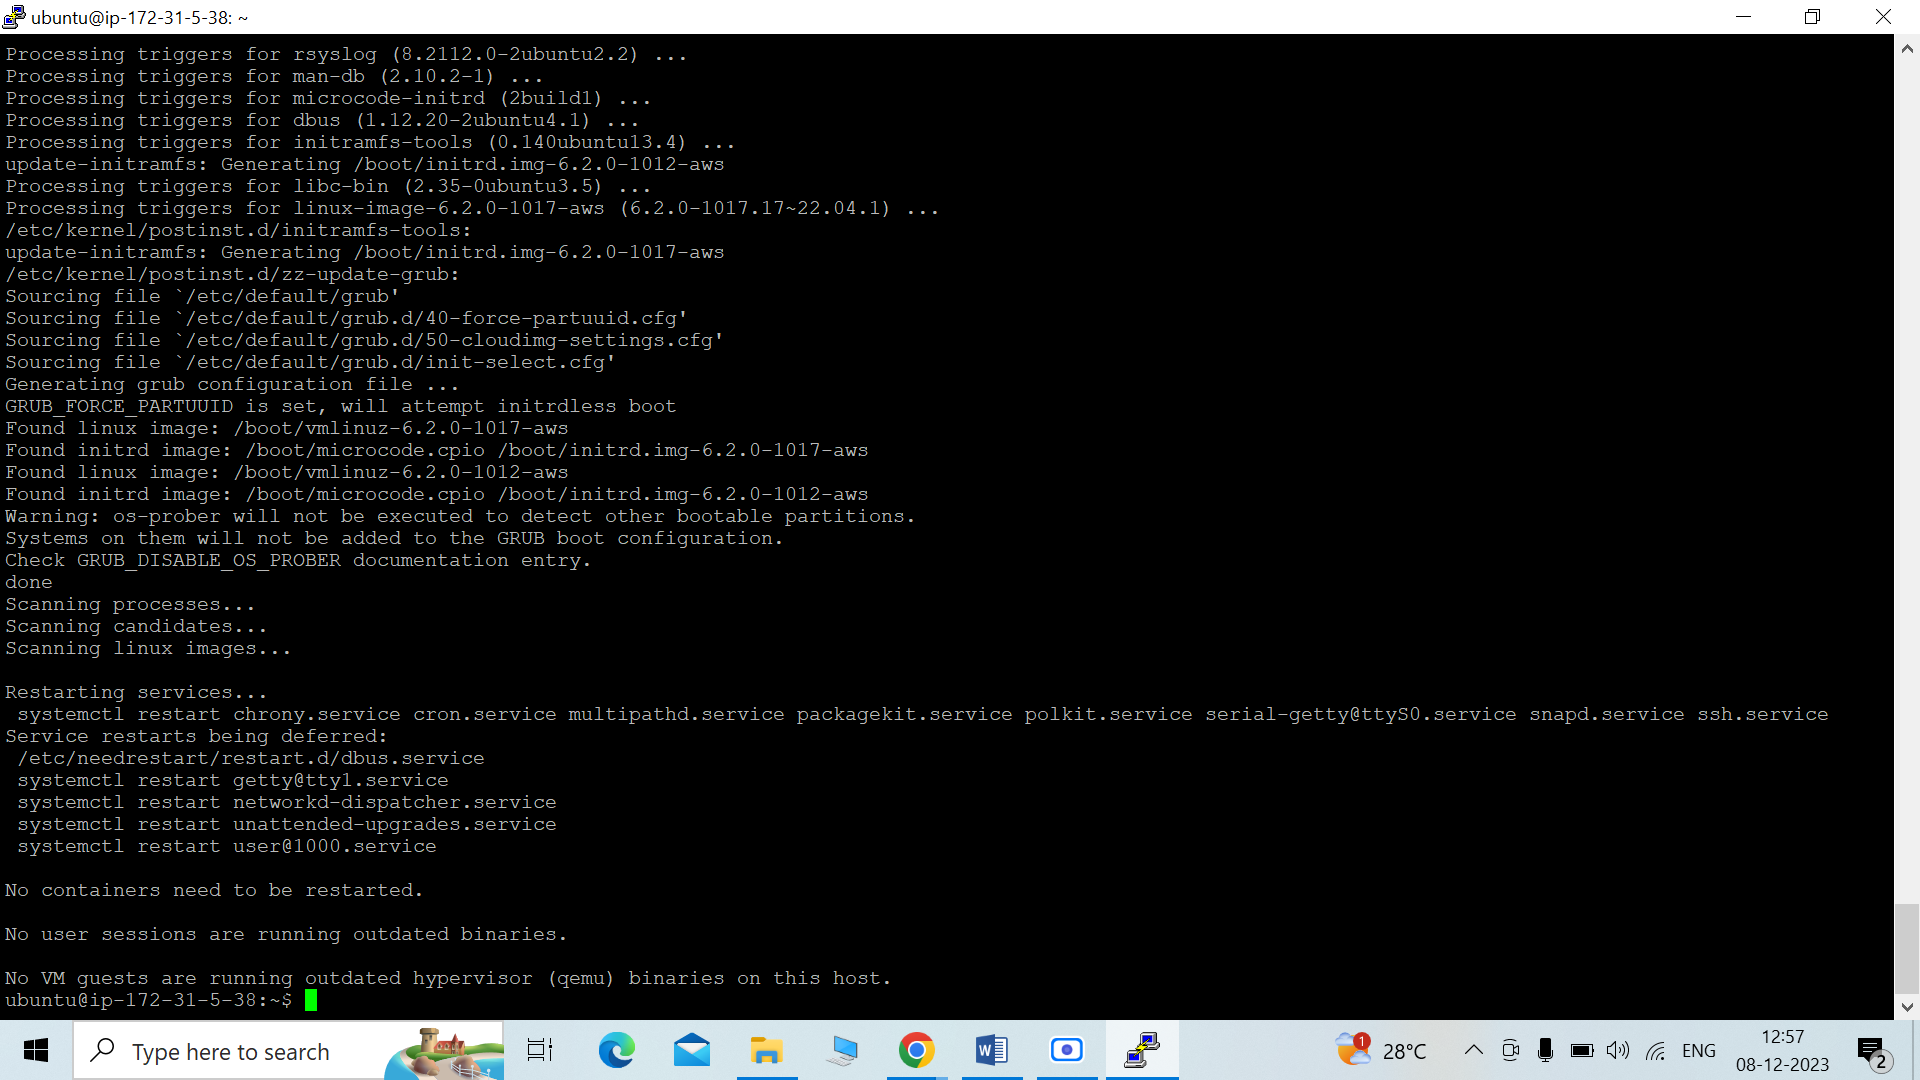 ubuntu@ip-172-31-5-38: ~
Processing triggers for rsyslog (8.2112.0-2ubuntu2.2) ...
Processing triggers for man-db (2.10.2-1) ...
Processing triggers for microcode-initrd (2build1) ...
Processing triggers for dbus (1.12.20-2ubuntu4.1) ...
Processing triggers for initramfs-tools (0.140ubuntu13.4) ...
update-initramfs: Generating /boot/initrd.img-6.2.0-1012-aws
Processing triggers for libc-bin (2.35-0ubuntu3.5) ...
Processing triggers for linux-image-6.2.0-1017-aws (6.2.0-1017.17~22.04.1) ...
/etc/kernel/postinst.d/initramfs-tools:
update-initramfs: Generating /boot/initrd.img-6.2.0-1017-aws
/etc/kernel/postinst.d/zz-update-grub:
Sourcing file `/etc/default/grub'
Sourcing file `/etc/default/grub.d/40-force-partuuid.cfg'
Sourcing file `/etc/default/grub.d/50-cloudimg-settings.cfg'
Sourcing file `/etc/default/grub.d/init-select.cfg'
Generating grub configuration file ...
GRUB_FORCE_PARTUUID is set, will attempt initrdless boot
Found linux image: /boot/vmlinuz-6.2.0-1017-aws
Found initrd image: /boot/microcode.cpio /boot/initrd.img-6.2.0-1017-aws
Found linux image: /boot/vmlinuz-6.2.0-1012-aws
Found initrd image: /boot/microcode.cpio /boot/initrd.img-6.2.0-1012-aws
Warning: os-prober will not be executed to detect other bootable partitions.
Systems on them will not be added to the GRUB boot configuration.
Check GRUB_DISABLE_OS_PROBER documentation entry.
done
Scanning processes...
Scanning candidates...
Scanning linux images...
Restarting services...
systemctl restart chrony.service cron.service multipathd.service packagekit.service polkit.service serial-getty@ttyS0.service snapd.service ssh.service
Service restarts being deferred:
/etc/needrestart/restart.d/dbus.service
systemctl restart getty@tty1.service
systemctl restart networkd-dispatcher.service
systemctl restart unattended-upgrades.service
systemctl restart user@1000.service
No containers need to be restarted.
No user sessions are running outdated binaries.
No VM guests are running outdated hypervisor (qemu) binaries on this host.
ubuntu@ip-172-31-5-38:~$
Type here to search
W
1
28°C
ENG
12:57
08-12-2023
2